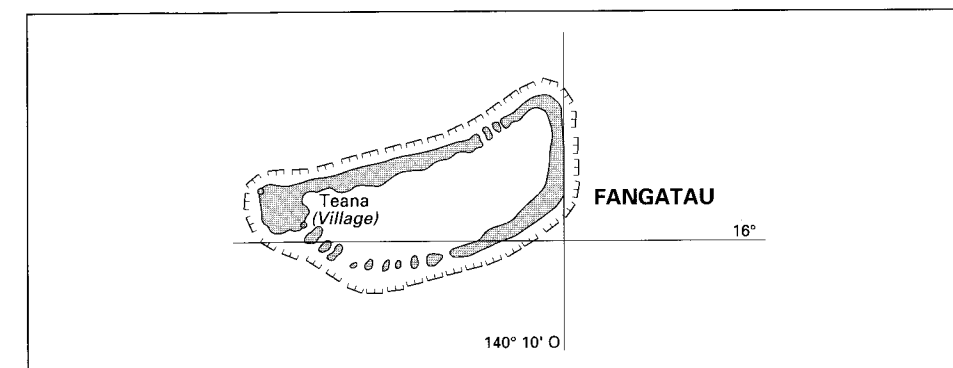 FANGATAU
Teana
(Village)
16°
140° 10' O